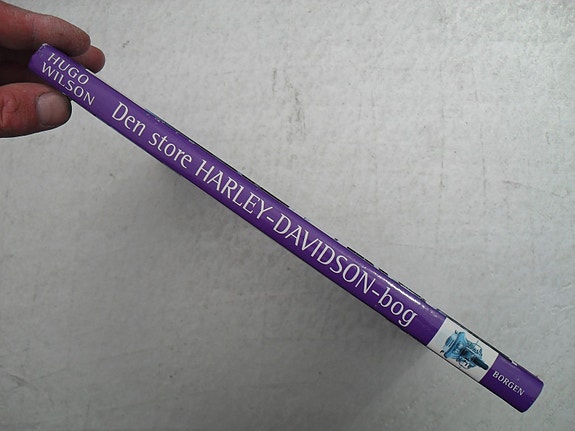 HUGO
WILSON
Den store HARLEY-DAVIDSON-bog
BORGEN